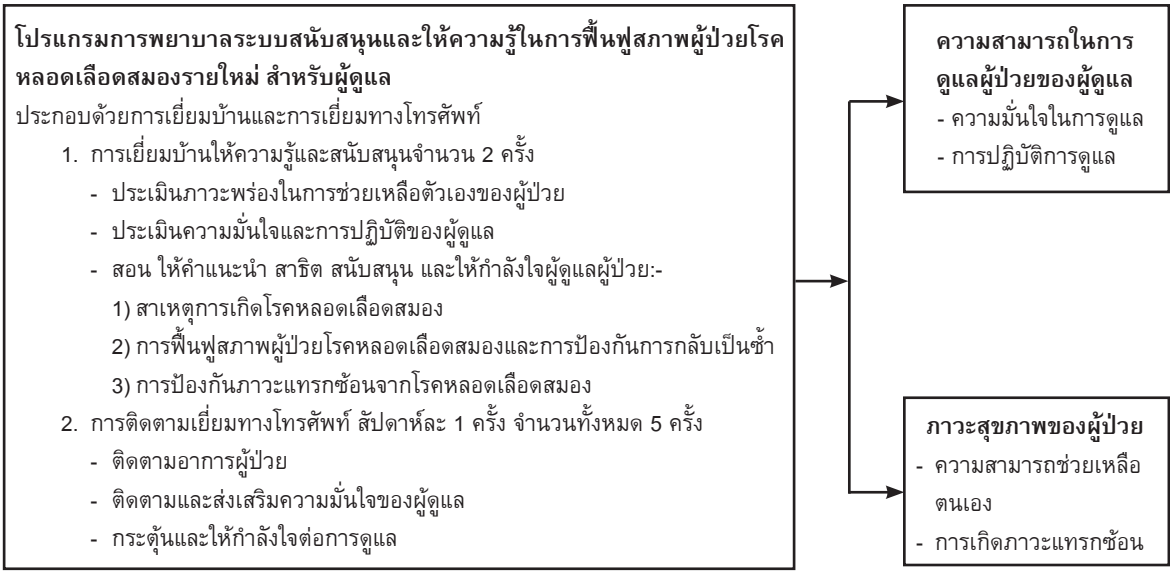 โปรแกรมการพยาบาลระบบสนับสนุนและให้ความรู้ในการฟื้นฟูสภาพผู้ป่วยโรค
หลอดเลือดสมองรายใหม่ สำหรับผู้ดูแล
ประกอบด้วยการเยี่ยมบ้านและการเยี่ยมทางโทรศัพท์
1. การเยี่ยมบ้านให้ความรู้และสนับสนุนจำนวน 2 ครั้ง
- ประเมินภาวะพร่องในการช่วยเหลือตัวเองของผู้ป่วย
- ประเมินความมั่นใจและการปฏิบัติของผู้ดูแล
- สอน ให้คำแนะนำ สาธิต สนับสนุน และให้กำลังใจผู้ดูแลผู้ป่วย:-
1) สาเหตุการเกิดโรคหลอดเลือดสมอง
2) การฟื้นฟูสภาพผู้ป่วยโรคหลอดเลือดสมองและการป้องกันการกลับเป็นซ้ำ
3) การป้องกันภาวะแทรกซ้อนจากโรคหลอดเลือดสมอง
2. การติดตามเยี่ยมทางโทรศัพท์ สัปดาห์ละ 1 ครั้ง จำนวนทั้งหมด 5 ครั้ง
- ติดตามอาการผู้ป่วย
- ติดตามและส่งเสริมความมั่นใจของผู้ดูแล
- กระตุ้นและให้กำลังใจต่อการดูแล
ความสามารถในการ
ดูแลผู้ป่วยของผู้ดูแล
- ความมั่นใจในการดูแล
- การปฏิบัติการดูแล
ภาวะสุขภาพของผู้ป่วย
- ความสามารถช่วยเหลือ
ตนเอง
- การเกิดภาวะแทรกซ้อน